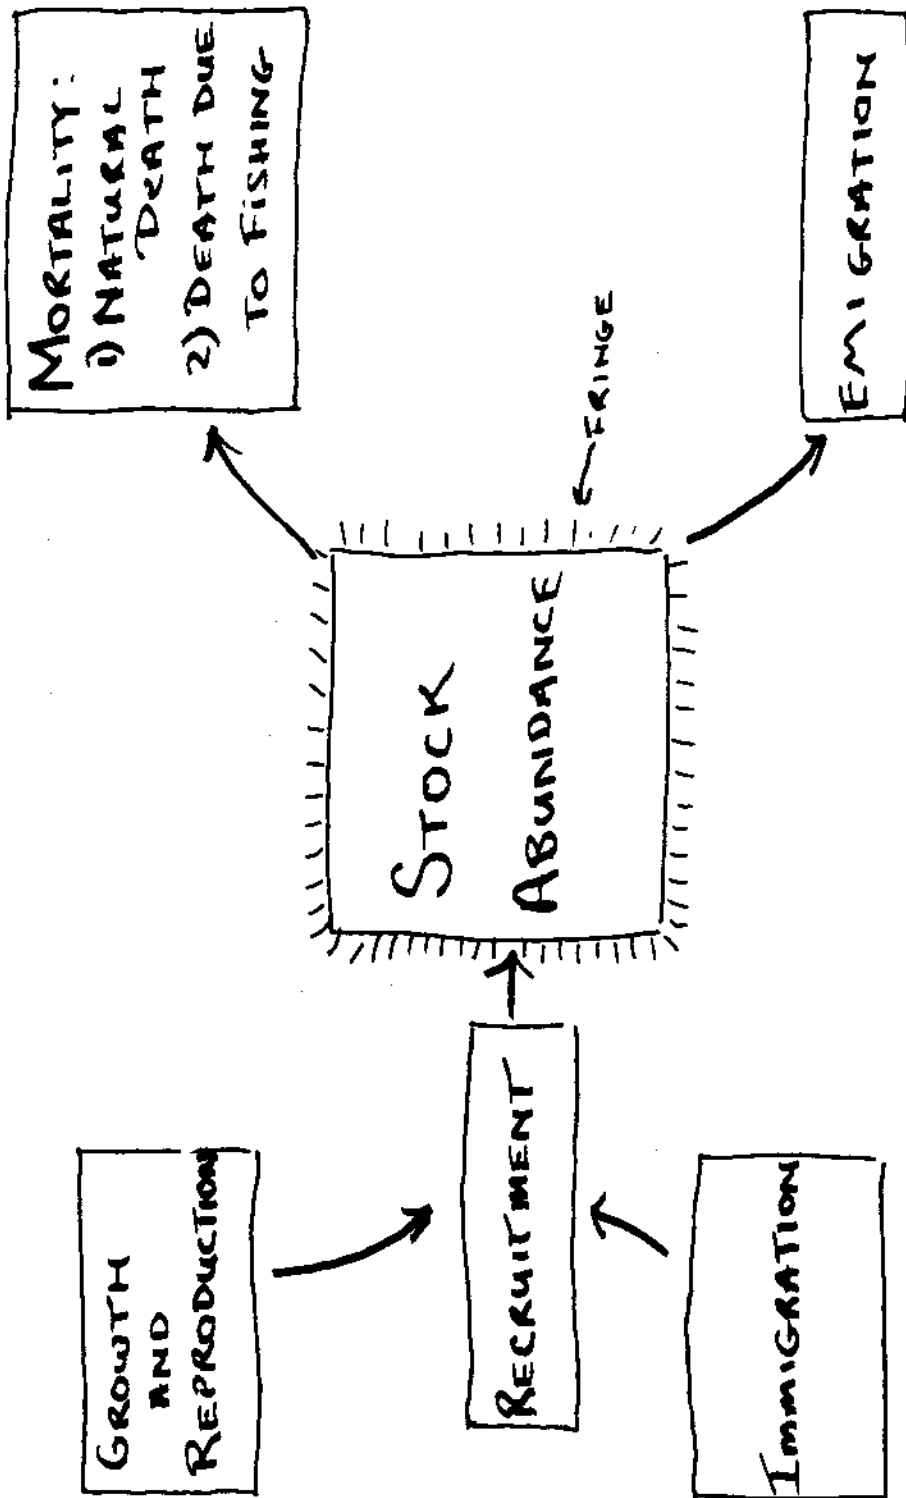 GROWTH
AND
REPRODUCTION
RECRUITMENT
IMMIGRATION
STOCK
ABUNDANCE
← FRINGE
MORTALITY:
1) NATURAL
DEATH
2) DEATH DUE
TO FISHING
EMIGRATION